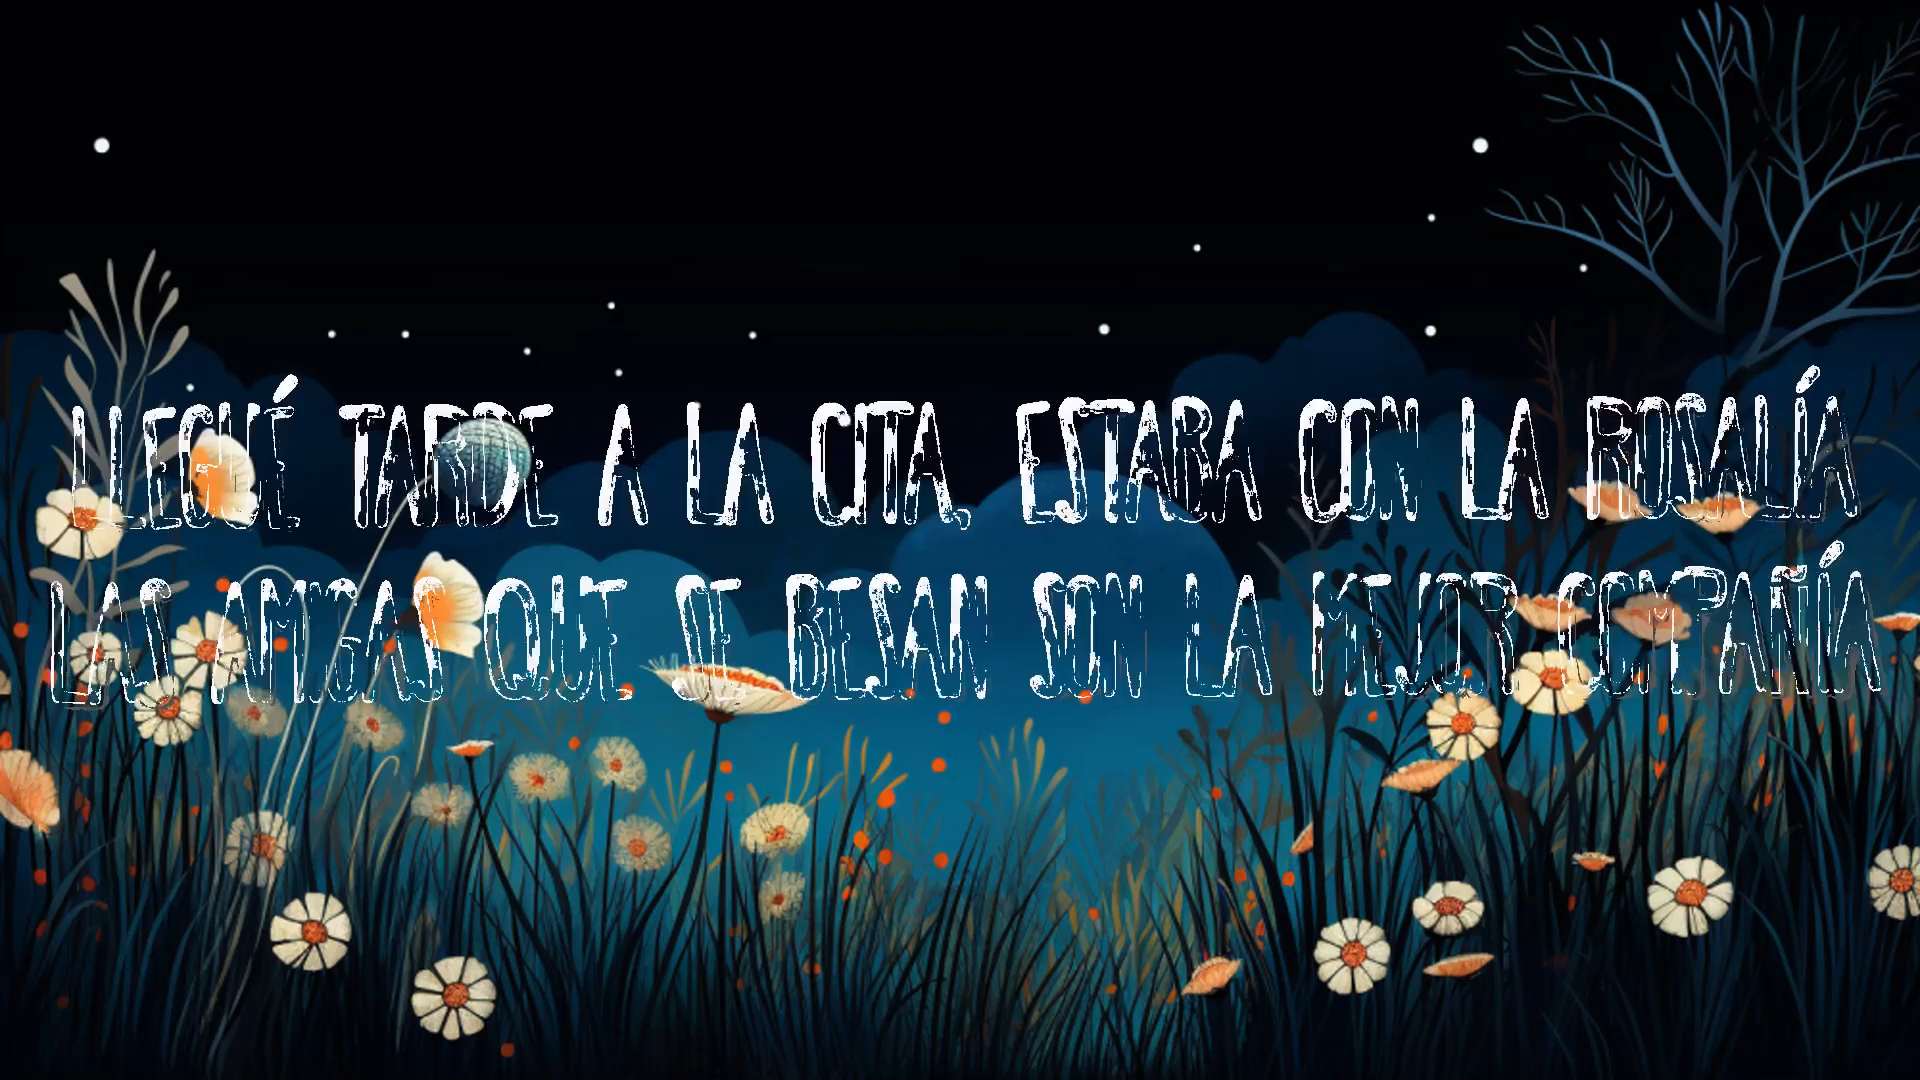 LLEGUÉ TARDE A LA CITA, ESTABA CON LA ROSALÍA
LAS AMIGAS QUE SE BESAN SON LA MEJOR COMPAÑÍA